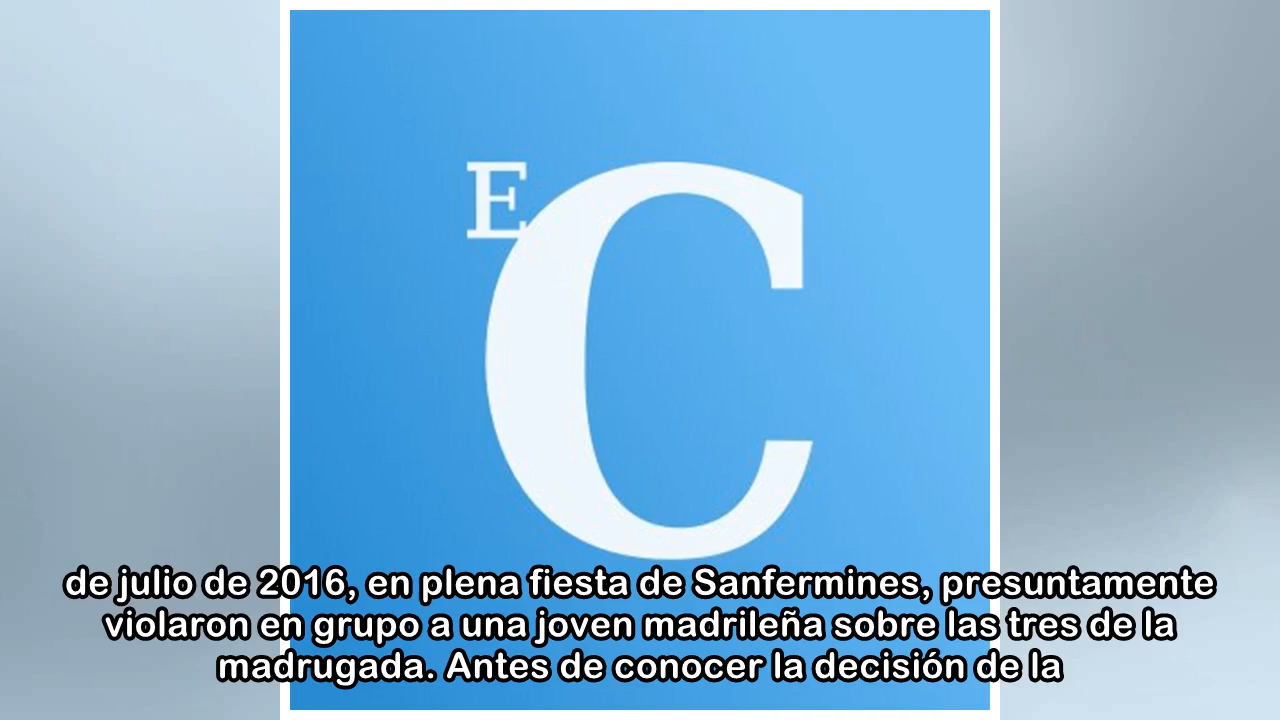 E
C
de julio de 2016, en plena fiesta de Sanfermines, presuntamente
violaron en grupo a una joven madrileña sobre las tres de la
madrugada. Antes de conocer la decisión de la